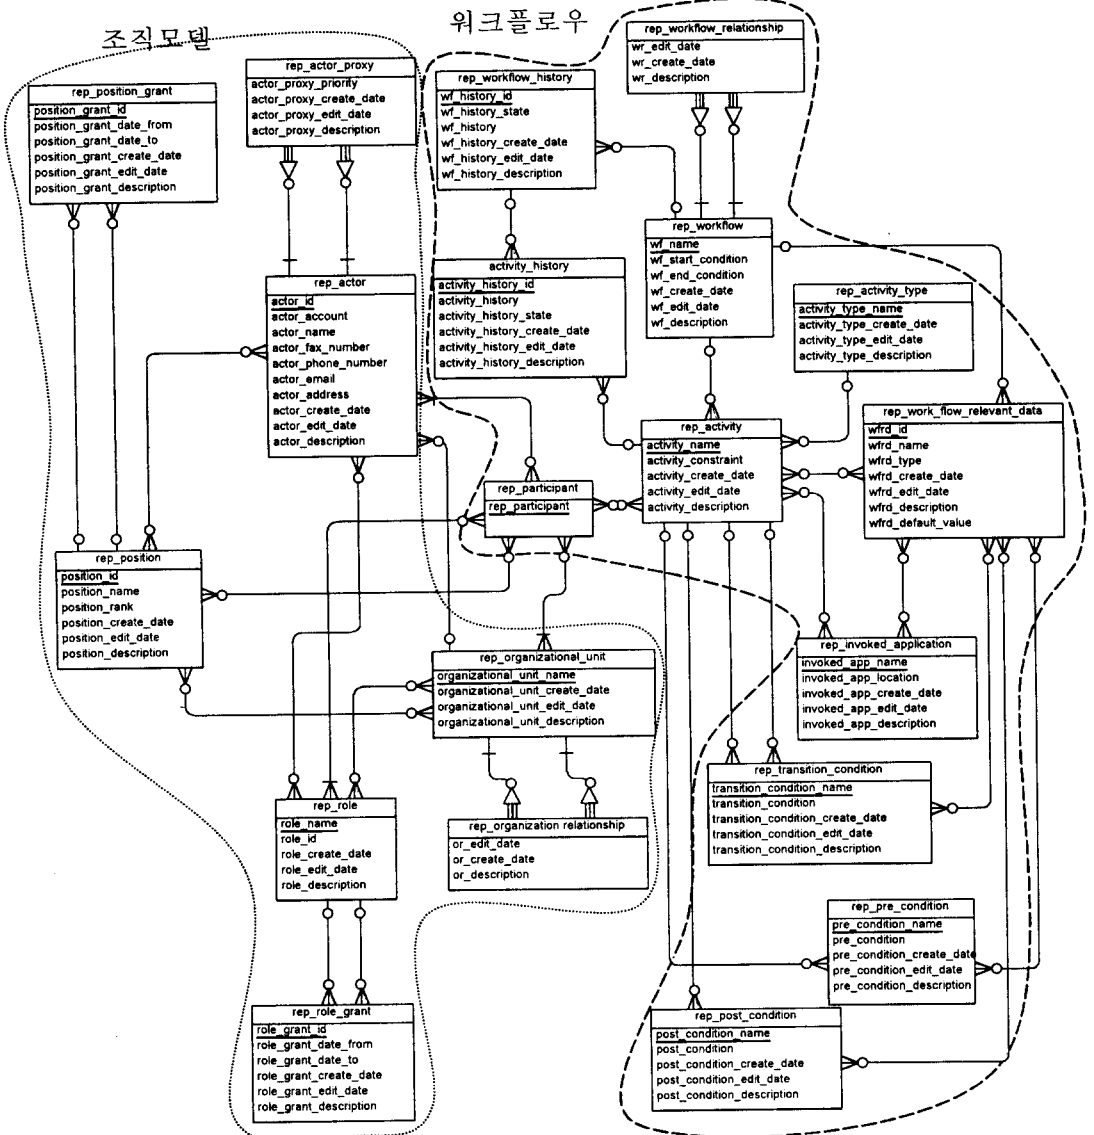 조직모델
워크플로우
rep_position_grant
position_grant_id
position_grant_date_from
position_grant_date_to
position_grant_create_date
position_grant_edit_date
position_grant_description
rep_actor_proxy
actor_proxy_priority
actor_proxy_create_date
actor_proxy_edit_date
actor_proxy_description
rep_workflow_history
wf_history_id
wf_history_state
wf_history
wf_history_create_date
wf_history_edit_date
wf_history_description
rep_workflow_relationship
wr_edit_date
wr_create_date
wr_description
rep_actor
actor_id
actor_account
actor_name
actor_fax_number
actor_phone_number
actor_email
actor_address
actor_create_date
actor_edit_date
actor_description
activity_history
activity_history_id
activity_history
activity_history_state
activity_history_create_date
activity_history_edit_date
activity_history_description
rep_workflow
wf_name
wf_start_condition
wf_end_condition
wf_create_date
wf_edit_date
wf_description
rep_activity_type
activity_type_name
activity_type_create_date
activity_type_edit_date
activity_type_description
rep_activity
activity_name
activity_constraint
activity_create_date
activity_edit_date
activity_description
rep_work_flow_relevant_data
wfrd_id
wfrd_name
wfrd_type
wfrd_create_date
wfrd_edit_date
wfrd_description
wfrd_default_value
rep_participant
rep_participant
rep_position
position_id
position_name
position_rank
position_create_date
position_edit_date
position_description
rep_organizational_unit
organizational_unit_name
organizational_unit_create_date
organizational_unit_edit_date
organizational_unit_description
rep_invoked_application
invoked_app_name
invoked_app_location
invoked_app_create_date
invoked_app_edit_date
invoked_app_description
rep_transition_condition
transition_condition_name
transition_condition
transition_condition_create_date
transition_condition_edit_date
transition_condition_description
rep_role
role_name
role_id
role_create_date
role_edit_date
role_description
rep_organization relationship
or_edit_date
or_create_date
or_description
rep_pre_condition
pre_condition_name
pre_condition
pre_condition_create_date
pre_condition_edit_date
pre_condition_description
rep_role_grant
role_grant_id
role_grant_date_from
role_grant_date_to
role_grant_create_date
role_grant_edit_date
role_grant_description
rep_post_condition
post_condition_name
post_condition
post_condition_create_date
post_condition_edit_date
post_condition_description